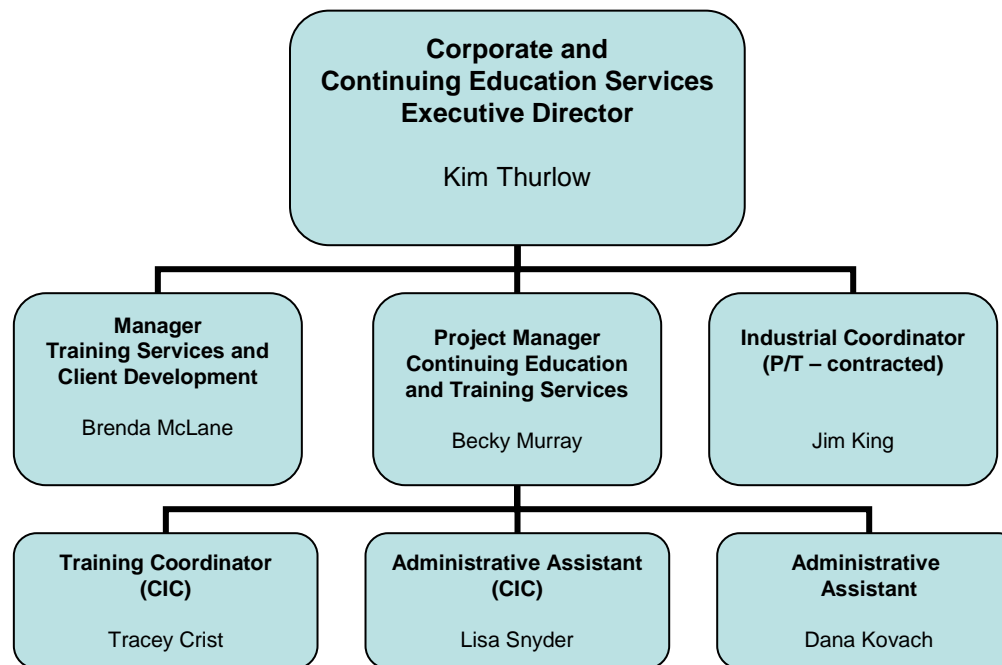 Corporate and
Continuing Education Services
Executive Director
Kim Thurlow
Manager
Training Services and
Client Development
Brenda McLane
Project Manager
Continuing Education
and Training Services
Becky Murray
Industrial Coordinator
(P/T – contracted)
Jim King
Training Coordinator
(CIC)
Tracey Crist
Administrative Assistant
(CIC)
Lisa Snyder
Administrative
Assistant
Dana Kovach